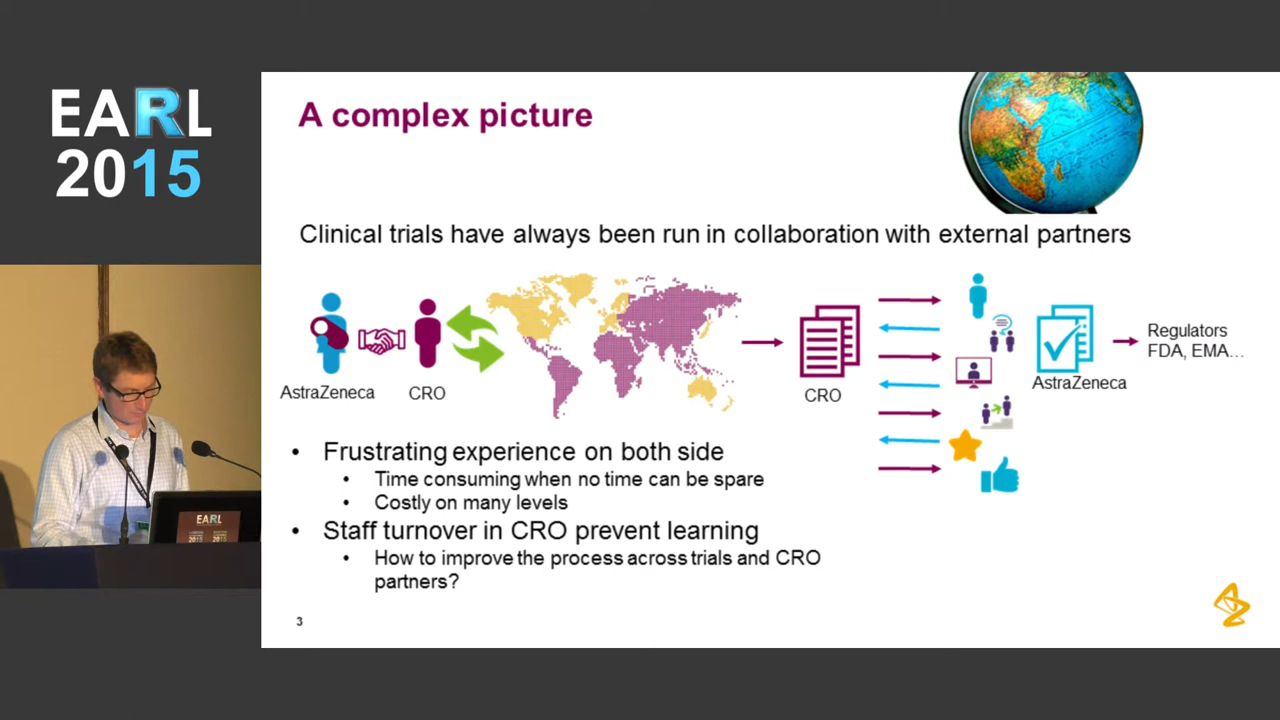 EARL
2015
A complex picture
Clinical trials have always been run in collaboration with external partners
AstraZeneca
CRO
CRO
AstraZeneca
Regulators
FDA, EMA…
• Frustrating experience on both side
• Time consuming when no time can be spare
• Costly on many levels
• Staff turnover in CRO prevent learning
• How to improve the process across trials and CRO
partners?
3
EARL